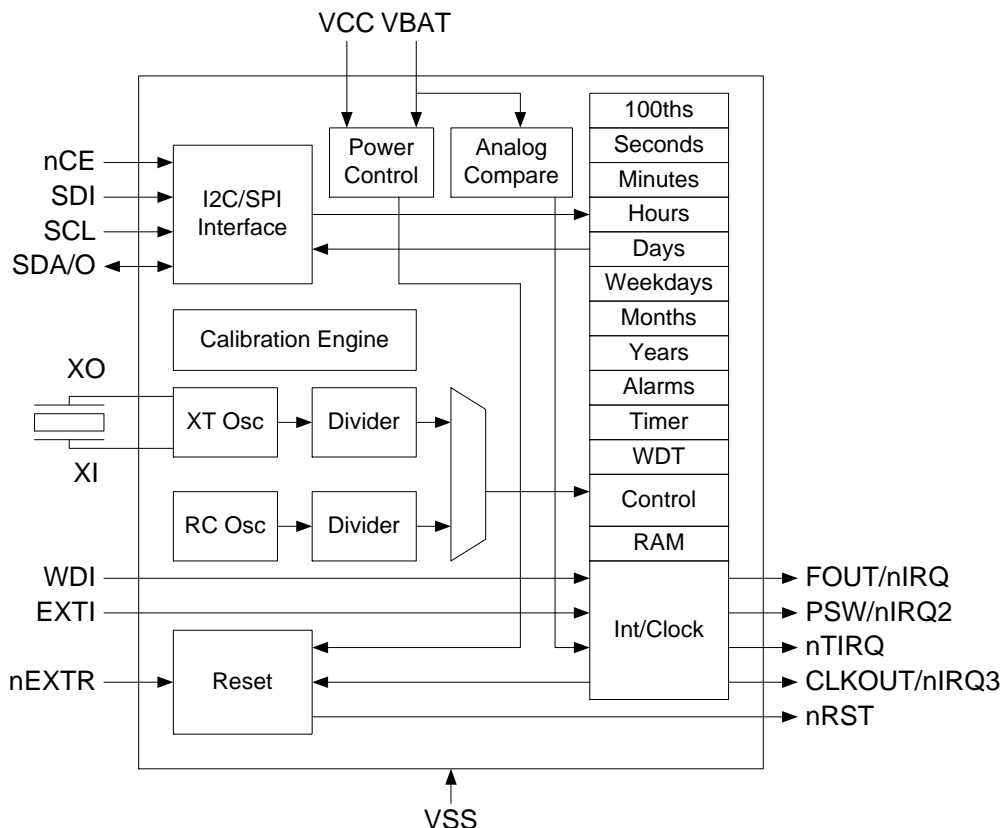 VCC VBAT
100ths
Seconds
Minutes
Hours
Days
Weekdays
Months
Years
Alarms
Timer
WDT
Control
RAM
Int/Clock
Power
Control
Analog
Compare
nCE
SDI
SCL
SDA/O
I2C/SPI
Interface
Calibration Engine
XO
XI
XT Osc
Divider
RC Osc
Divider
WDI
EXTI
nEXTR
Reset
FOUT/nIRQ
PSW/nIRQ2
nTIRQ
CLKOUT/nIRQ3
nRST
VSS